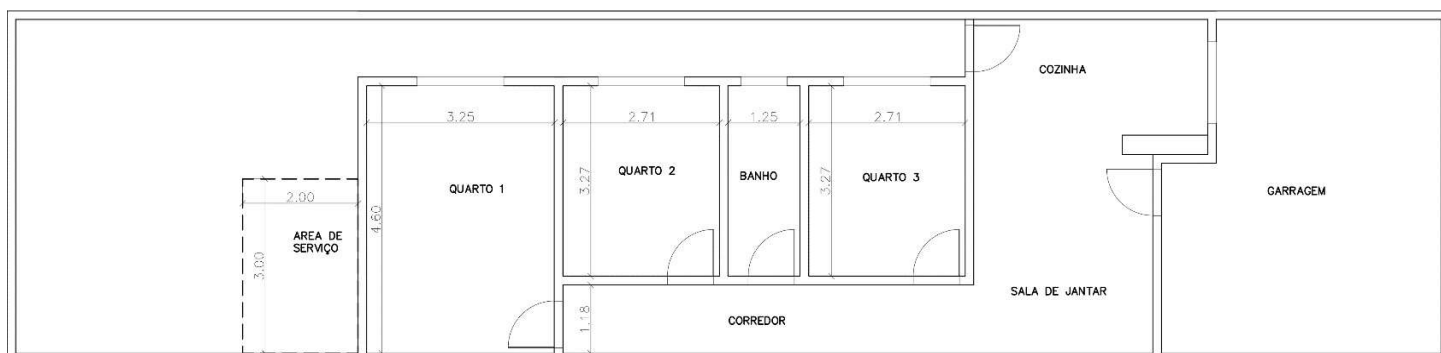 COZINHA
3.25
2.71
1.25
2.71
QUARTO 1
QUARTO 2
BANHO
QUARTO 3
GARRAGEM
3.27
3.27
4.60
2.00
AREA DE
SERVIÇO
3.00
SALA DE JANTAR
CORREDOR
1.18